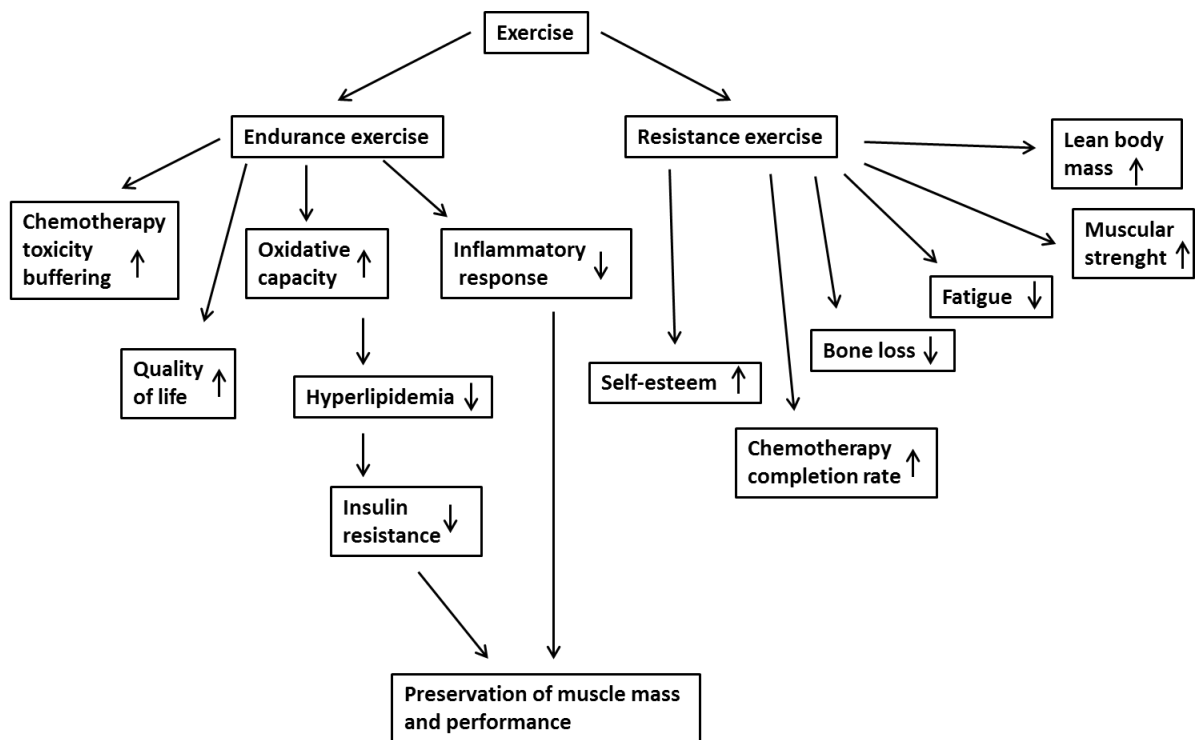 Exercise
Endurance exercise
Resistance exercise
Lean body
mass ↑
Chemotherapy
toxicity
buffering ↑
Oxidative
capacity ↑
Inflammatory
response ↓
Muscular
strenght ↑
Fatigue ↓
Quality
of life ↑
Bone loss ↓
Hyperlipidemia ↓
Self-esteem ↑
Chemotherapy
completion rate ↑
Insulin
resistance ↓
Preservation of muscle mass
and performance